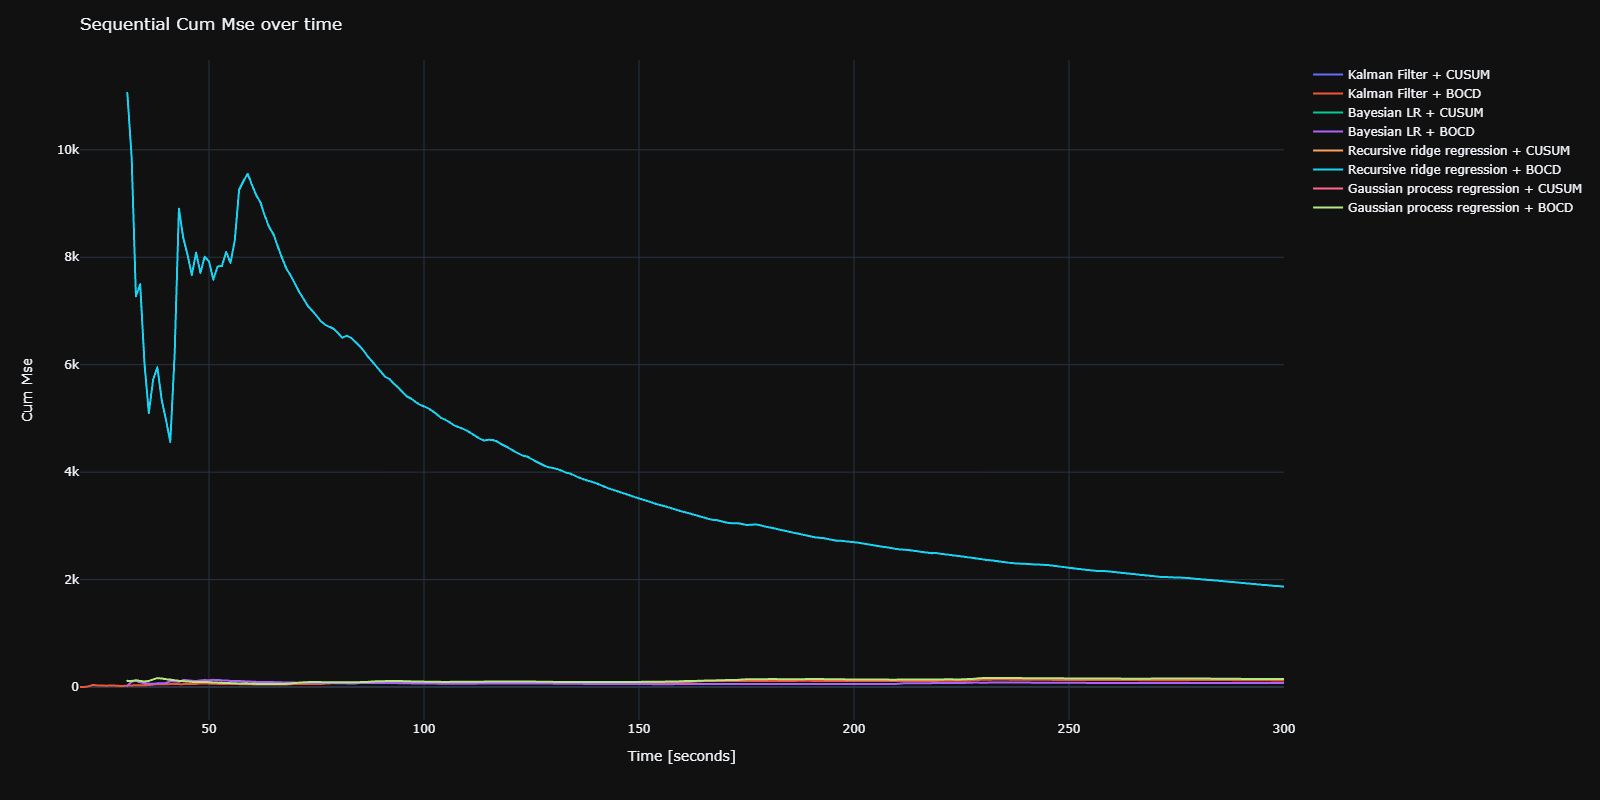 Sequential Cum Mse over time
Kalman Filter + CUSUM
Kalman Filter + BOCD
Bayesian LR + CUSUM
Bayesian LR + BOCD
Recursive ridge regression + CUSUM
Recursive ridge regression + BOCD
Gaussian process regression + CUSUM
Gaussian process regression + BOCD
Cum Mse
10k
8k
6k
4k
2k
0
50 100 150 200 250 300
Time [seconds]